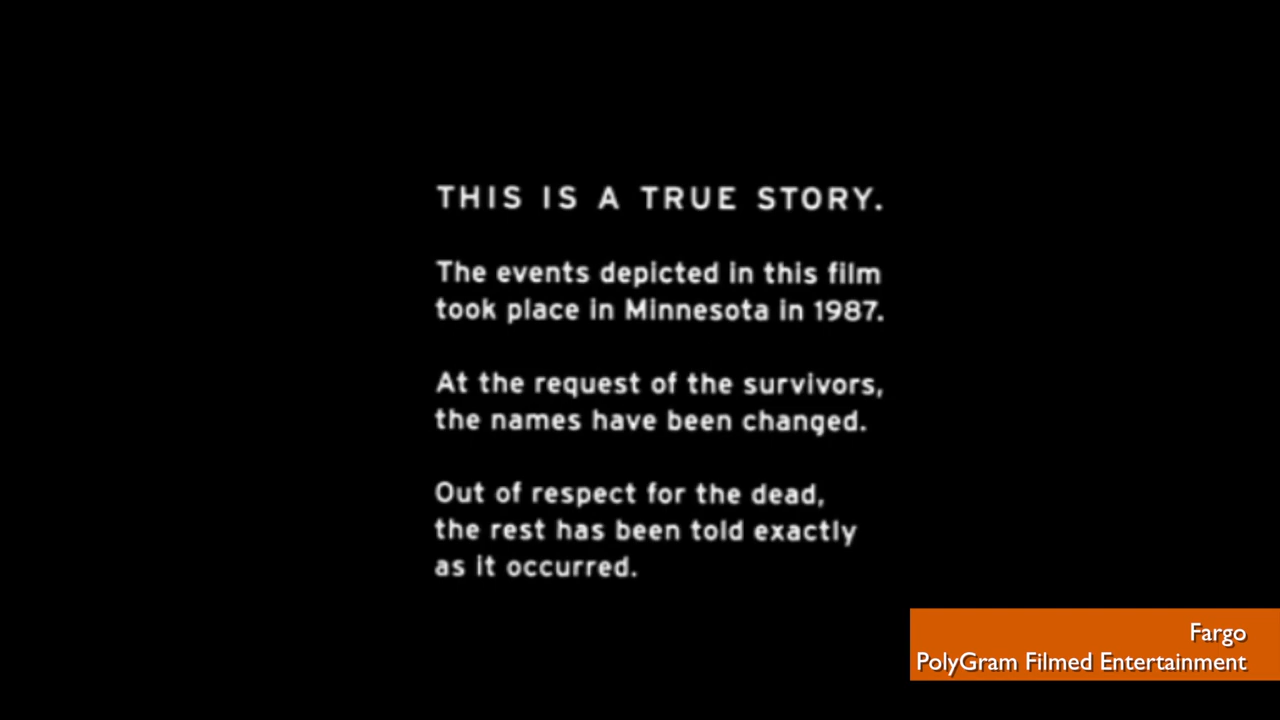 THIS IS A TRUE STORY.
The events depicted in this film
took place in Minnesota in 1987.
At the request of the survivors,
the names have been changed.
Out of respect for the dead,
the rest has been told exactly
as it occurred.
Fargo
PolyGram Filmed Entertainment